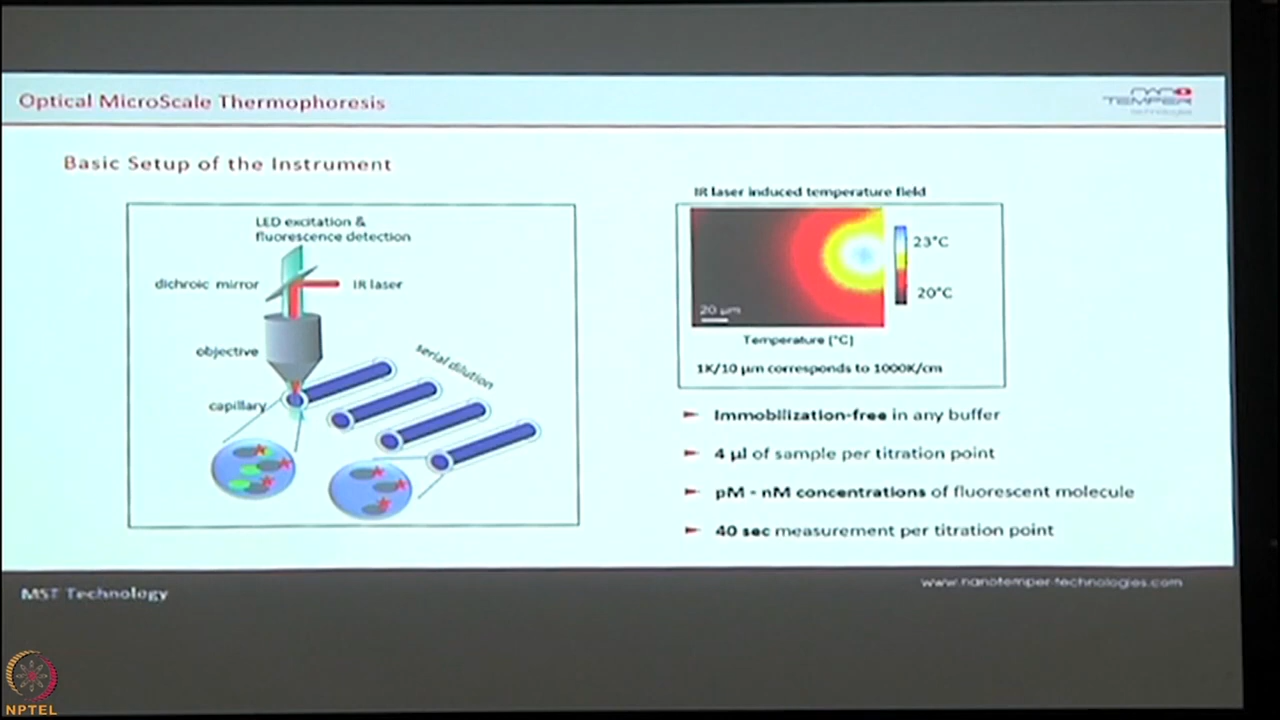 Optical MicroScale Thermophoresis
NANO
TEMPER
technologies
Basic Setup of the Instrument
LED excitation &
fluorescence detection
dichroic mirror
IR laser
objective
serial dilution
capillary
IR laser induced temperature field
23°C
20°C
20 µm
Temperature [°C]
1K/10 µm corresponds to 1000K/cm
► Immobilization-free in any buffer
► 4 µl of sample per titration point
► pM - nM concentrations of fluorescent molecule
► 40 sec measurement per titration point
MST Technology
www.nanotemper-technologies.com
NPTEL